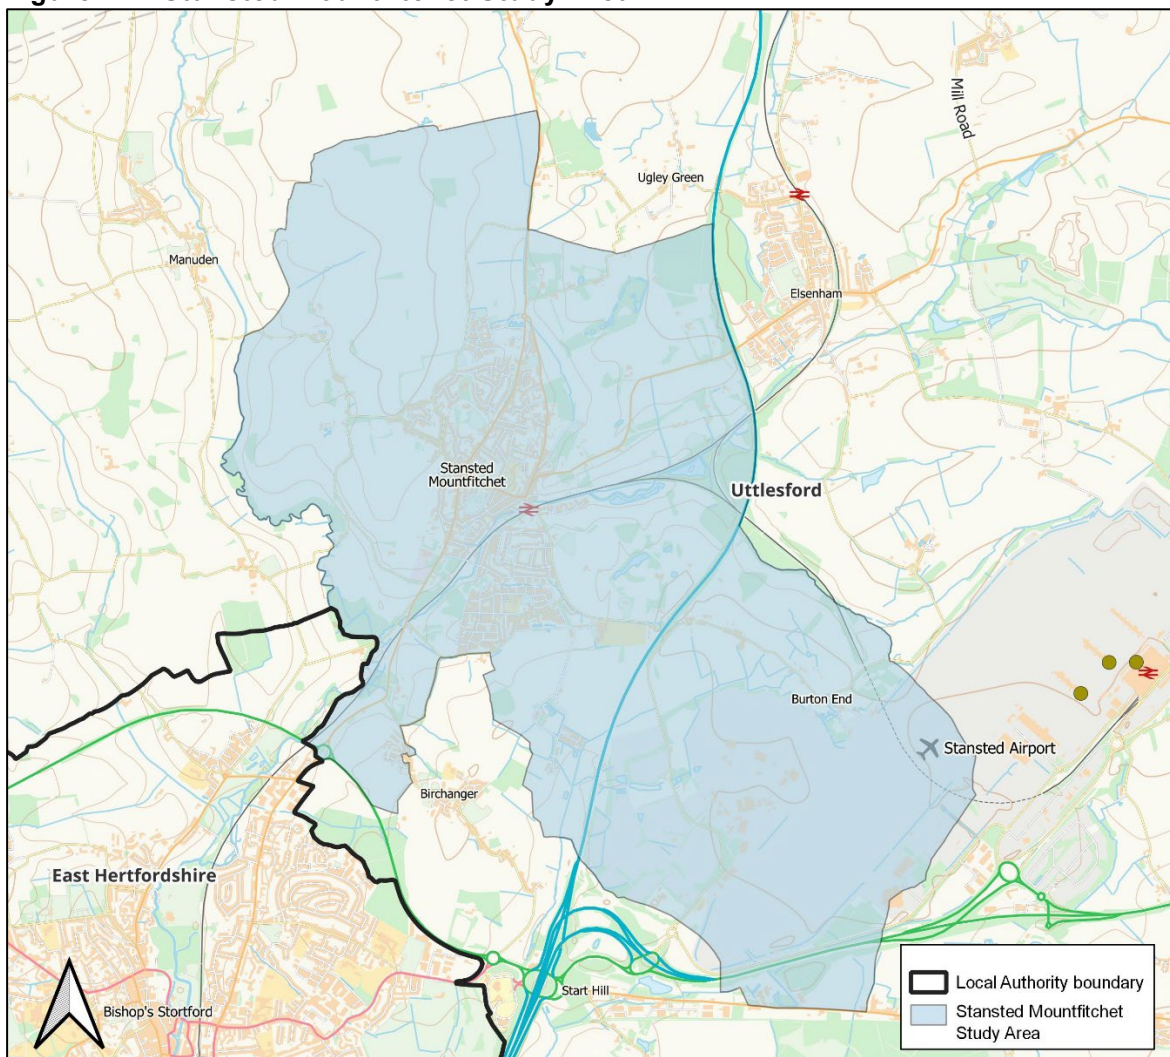 Mill Road
Ugley Green
Manuden
Elsenham
Stansted
Mountfitchet
Uttlesford
Burton End
Stansted Airport
Birchanger
East Hertfordshire
Start Hill
Bishop's Stortford
Local Authority boundary
Stansted Mountfitchet
Study Area